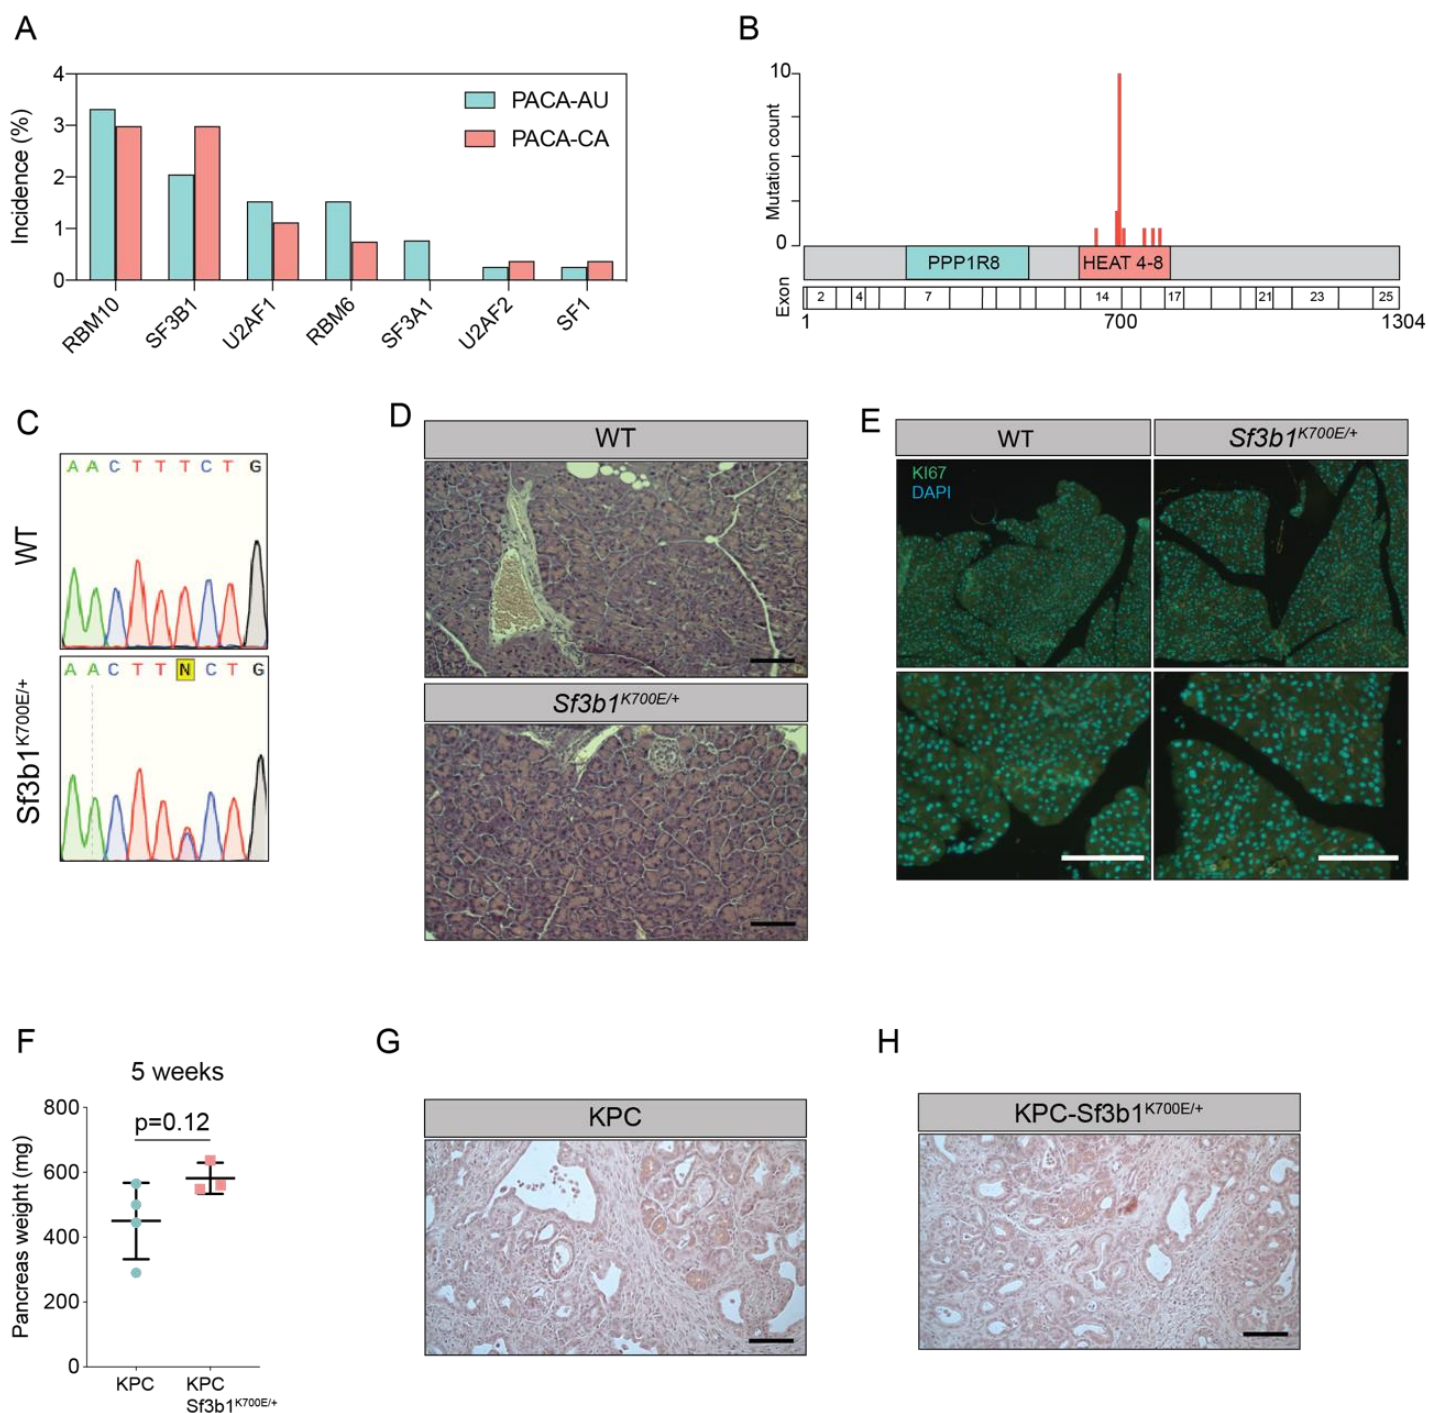 A
Incidence (%)
4
3
2
1
0
PACA-AU
PACA-CA
RBM10
SF3B1
U2AF1
RBM6
SF3A1
U2AF2
SF1
B
Mutation count
10
0
PPP1R8
HEAT 4-8
Exon
2 4 7 14 17 21 23 25
1 700 1304
C
WT
A A C T T T C T G
Sf3b1K700E/+
A A C T T N C T G
D
WT
Sf3b1K700E/+
E
WT
Sf3b1K700E/+
KI67
DAPI
F
5 weeks
p=0.12
Pancreas weight (mg)
800
600
400
200
0
KPC
KPC
Sf3b1K700E/+
G
KPC
H
KPC-Sf3b1K700E/+